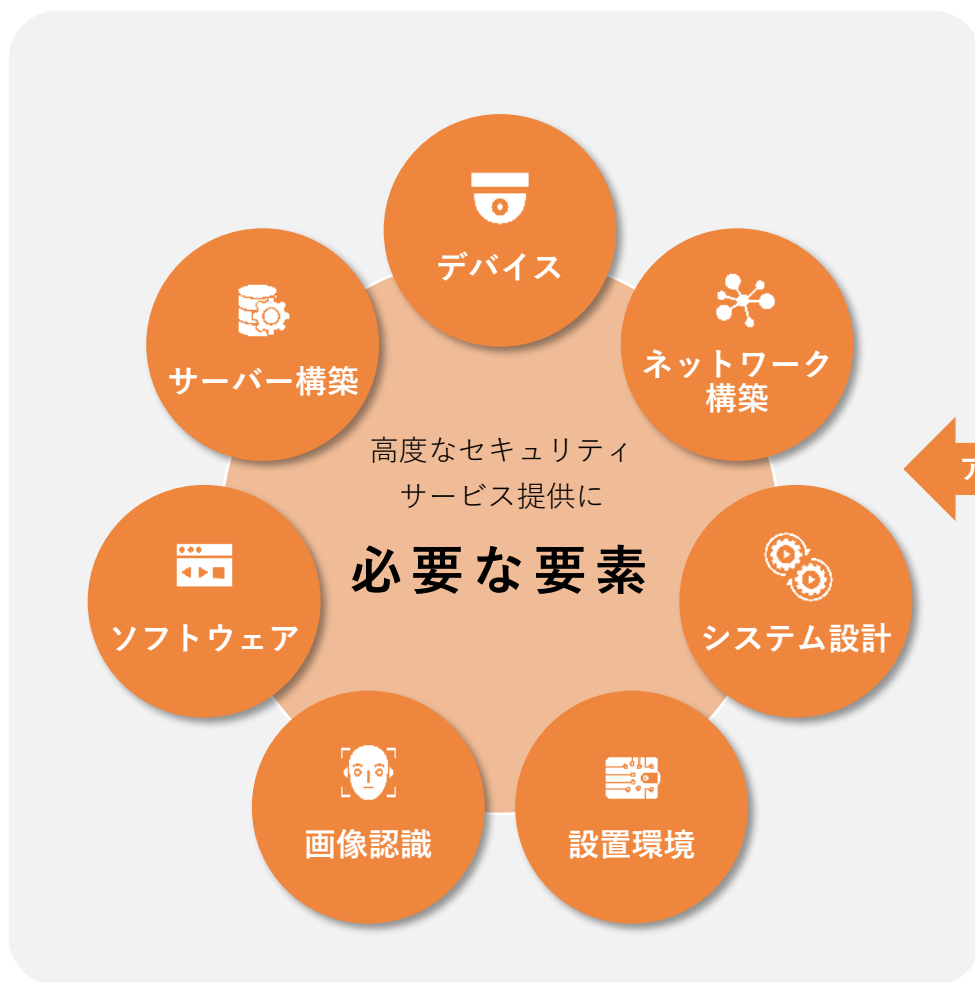 デバイス
ネットワーク
構築
サーバー構築
高度なセキュリティ
サービス提供に
必要な要素
システム設計
ソフトウェア
画像認識
設置環境